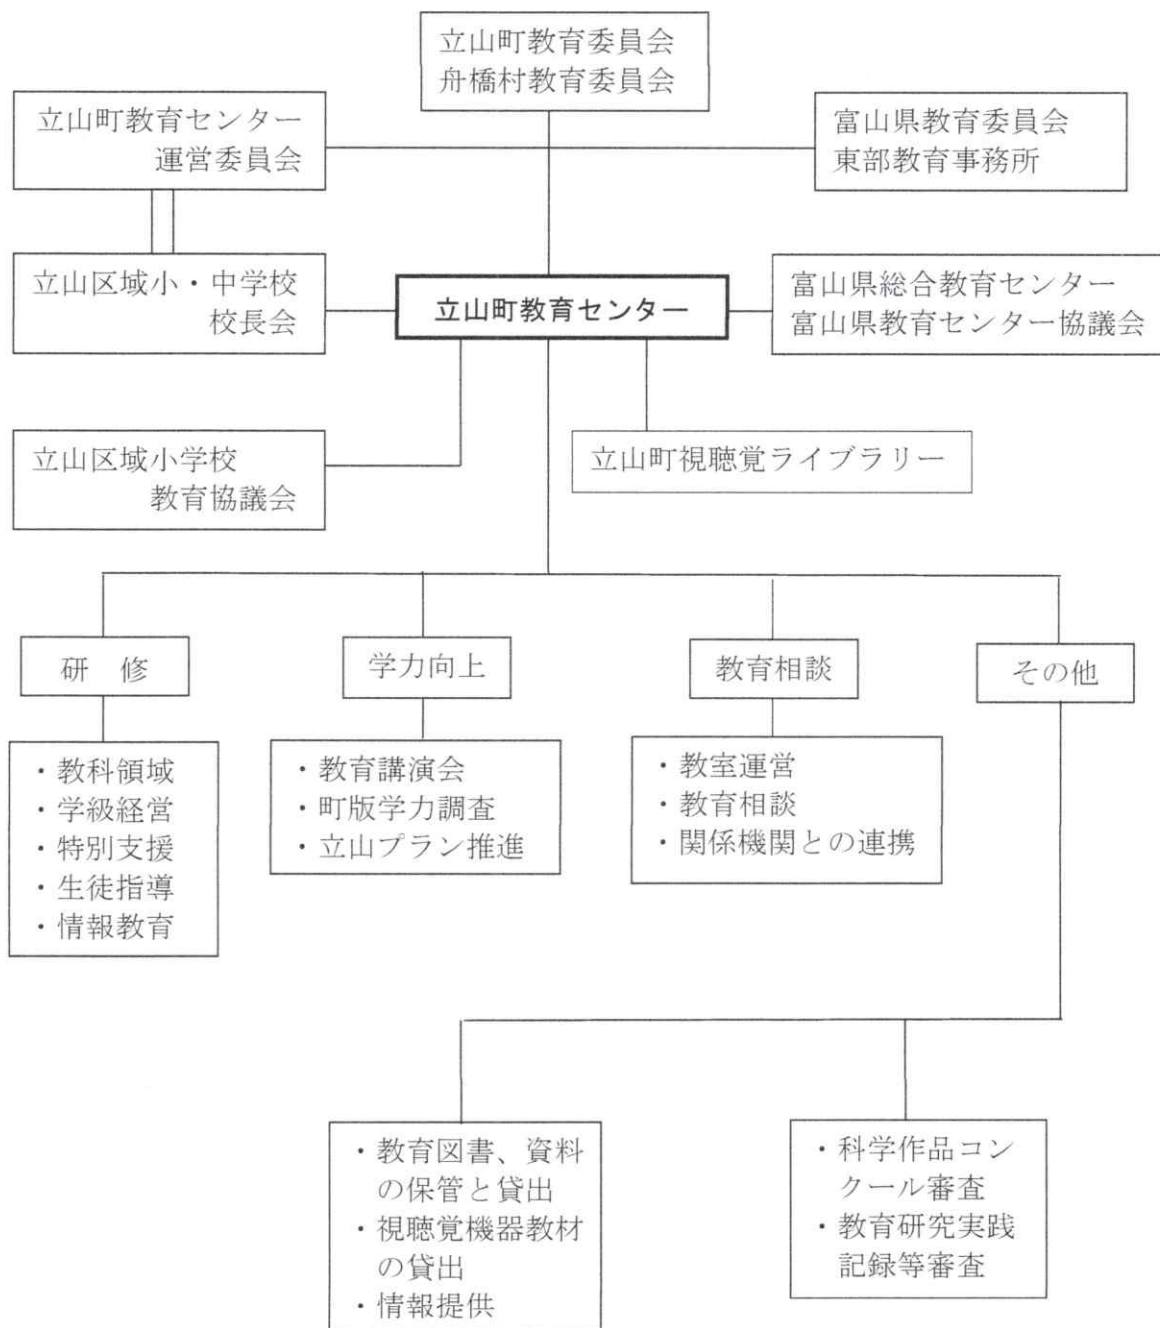 立山町教育委員会
舟橋村教育委員会
立山町教育センター
運営委員会
富山県教育委員会
東部教育事務所
立山区域小・中学校
校長会
立山町教育センター
富山県総合教育センター
富山県教育センター協議会
立山区域小学校
教育協議会
立山町視聴覚ライブラリー
研　修
学力向上
教育相談
その他
・教科領域
・学級経営
・特別支援
・生徒指導
・情報教育
・教育講演会
・町版学力調査
・立山プラン推進
・教室運営
・教育相談
・関係機関との連携
・教育図書、資料
の保管と貸出
・視聴覚機器教材
の貸出
・情報提供
・科学作品コン
クール審査
・教育研究実践
記録等審査